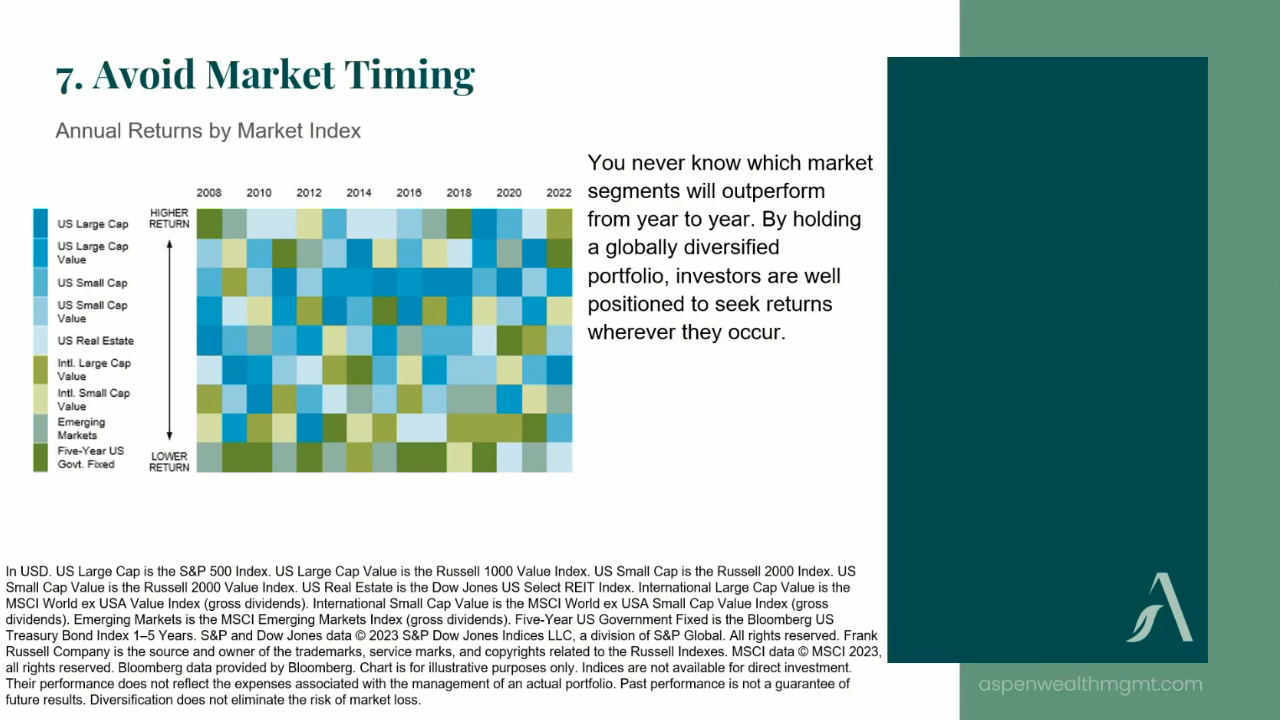 7. Avoid Market Timing
Annual Returns by Market Index
2008 2010 2012 2014 2016 2018 2020 2022
HIGHER
RETURN
LOWER
RETURN
US Large Cap
US Large Cap
Value
US Small Cap
US Small Cap
Value
US Real Estate
Intl. Large Cap
Value
Intl. Small Cap
Value
Emerging
Markets
Five-Year US
Govt. Fixed
You never know which market
segments will outperform
from year to year. By holding
a globally diversified
portfolio, investors are well
positioned to seek returns
wherever they occur.
In USD. US Large Cap is the S&P 500 Index. US Large Cap Value is the Russell 1000 Value Index. US Small Cap is the Russell 2000 Index. US
Small Cap Value is the Russell 2000 Value Index. US Real Estate is the Dow Jones US Select REIT Index. International Large Cap Value is the
MSCI World ex USA Value Index (gross dividends). International Small Cap Value is the MSCI World ex USA Small Cap Value Index (gross
dividends). Emerging Markets is the MSCI Emerging Markets Index (gross dividends). Five-Year US Government Fixed is the Bloomberg US
Treasury Bond Index 1–5 Years. S&P and Dow Jones data © 2023 S&P Dow Jones Indices LLC, a division of S&P Global. All rights reserved. Frank
Russell Company is the source and owner of the trademarks, service marks, and copyrights related to the Russell Indexes. MSCI data © MSCI 2023,
all rights reserved. Bloomberg data provided by Bloomberg. Chart is for illustrative purposes only. Indices are not available for direct investment.
Their performance does not reflect the expenses associated with the management of an actual portfolio. Past performance is not a guarantee of
future results. Diversification does not eliminate the risk of market loss.
aspenwealthmgmt.com